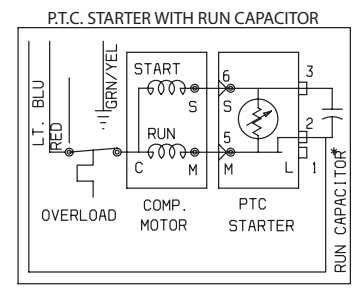 P.T.C. STARTER WITH RUN CAPACITOR
LT. BLU
RED
GRN/YEL
START
S
6
S
3
RUN
C
M
5
M
2
L
1
OVERLOAD
COMP.
MOTOR
PTC
STARTER
RUN CAPACITOR*